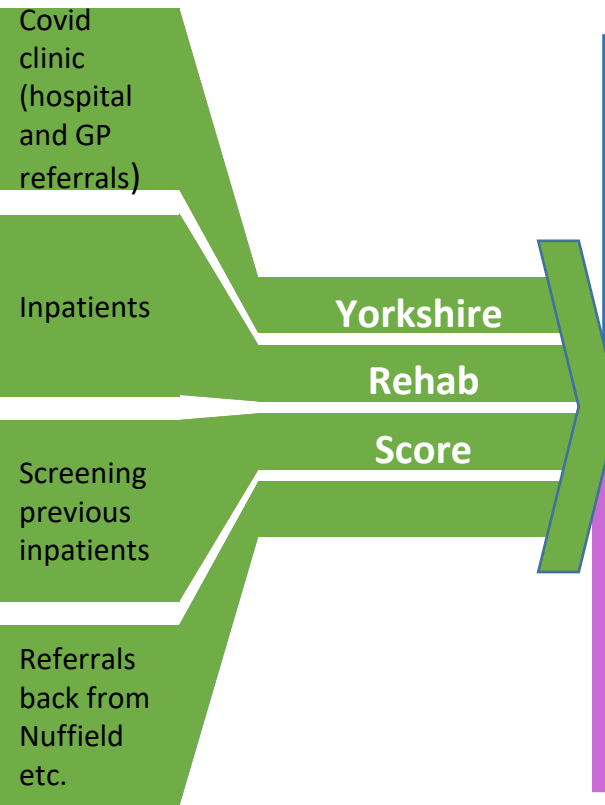 Covid
clinic
(hospital
and GP
referrals)
Inpatients
Yorkshire
Rehab
Score
Screening
previous
inpatients
Referrals
back from
Nuffield
etc.